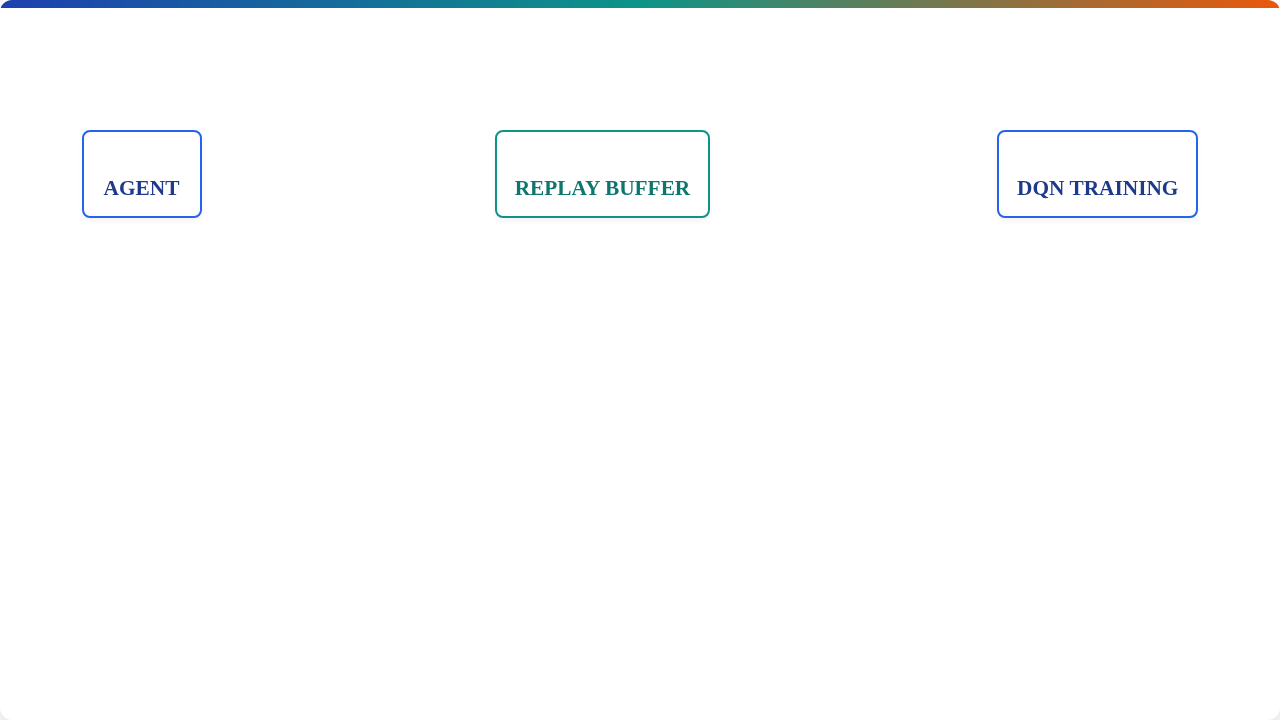 AGENT
REPLAY BUFFER
DQN TRAINING